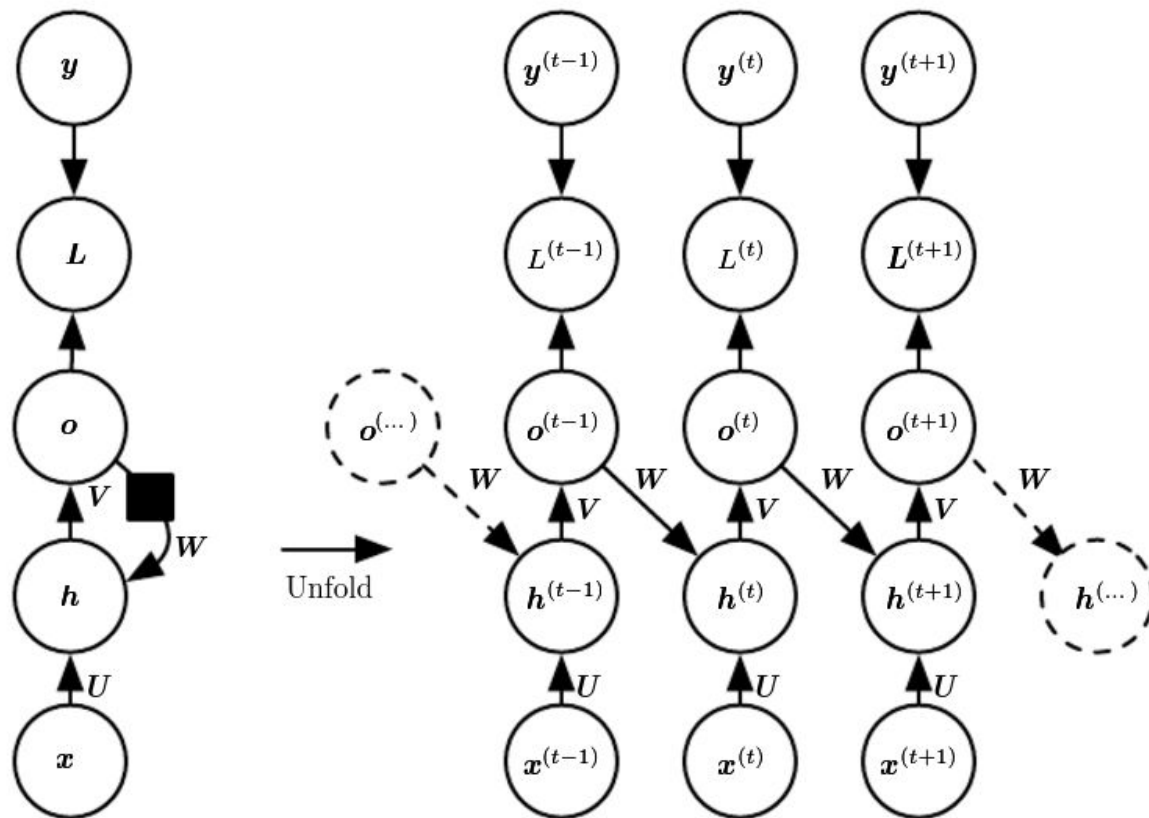 y y^(t−1) y^(t) y^(t+1)
L L^(t−1) L^(t) L^(t+1)
o o^(...) o^(t−1) o^(t) o^(t+1)
W W W W
V V V V
W
Unfold
h h^(t−1) h^(t) h^(t+1) h^(...)
U U U U
x x^(t−1) x^(t) x^(t+1)